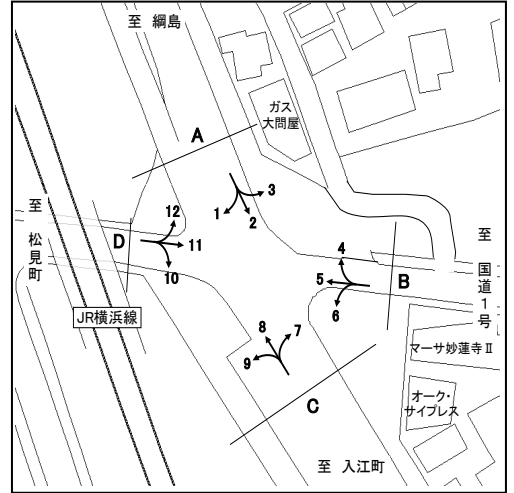 至 綱島
ガス
大問屋
A
3
1
2
至
松
見
町
12
D
11
10
4
5
B
6
至
国
道
1
号
JR横浜線
8
7
9
マーサ妙蓮寺Ⅱ
C
オーク・
サイプレス
至 入江町